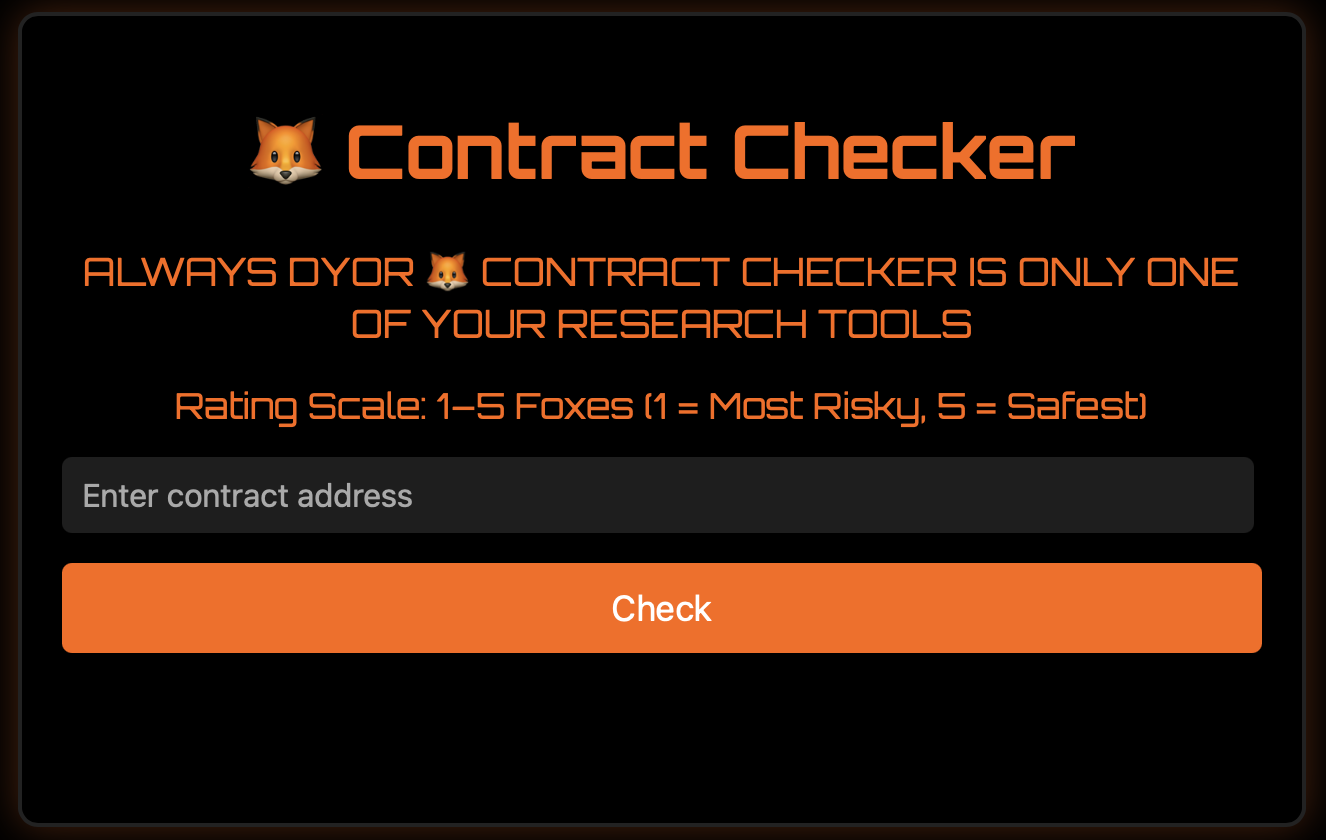 🦊 Contract Checker
ALWAYS DYOR 🦊 CONTRACT CHECKER IS ONLY ONE
OF YOUR RESEARCH TOOLS
Rating Scale: 1–5 Foxes (1 = Most Risky, 5 = Safest)
Enter contract address
Check